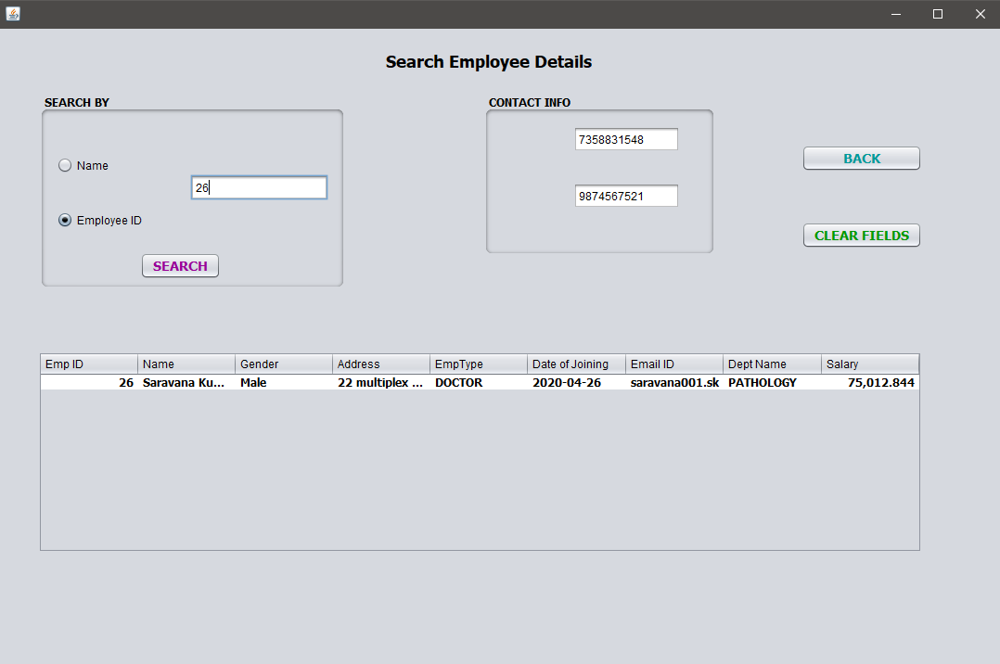 Search Employee Details
SEARCH BY
Name
26
Employee ID
SEARCH
CONTACT INFO
7358831548
9874567521
BACK
CLEAR FIELDS
Emp ID Name Gender Address EmpType Date of Joining Email ID Dept Name Salary
26 Saravana Ku... Male 22 multiplex ... DOCTOR 2020-04-26 saravana001.sk PATHOLOGY 75,012.844